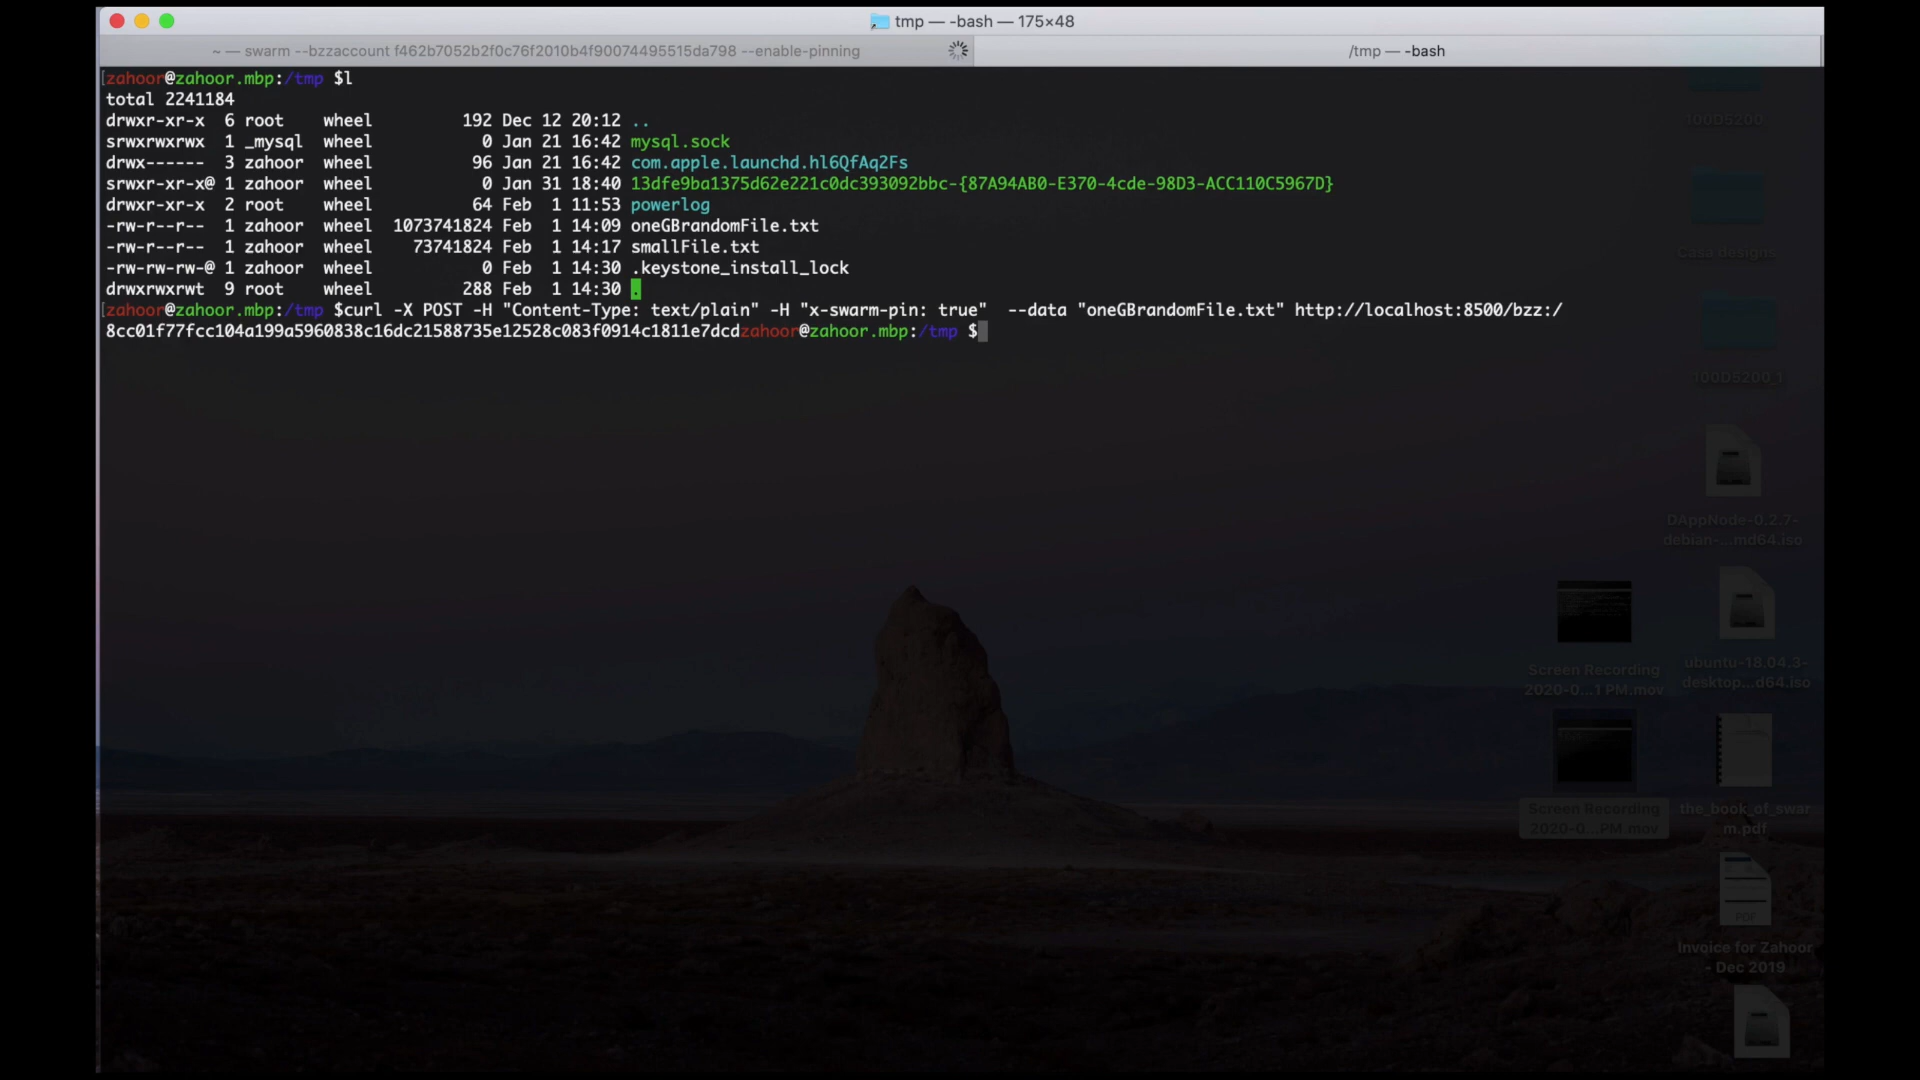 tmp — -bash — 175×48
~ — swarm --bzzaccount f462b7052b2f0c76f2010b4f90074495515da798 --enable-pinning
/tmp — -bash
[zahoor@zahoor.mbp:/tmp $l
total 2241184
drwxr-xr-x 6 root wheel 192 Dec 12 20:12 ..
srwxrwxrwx 1 _mysql wheel 0 Jan 21 16:42 mysql.sock
drwx------ 3 zahoor wheel 96 Jan 21 16:42 com.apple.launchd.hl6QfAq2Fs
srwxr-xr-x@ 1 zahoor wheel 0 Jan 31 18:40 13dfe9ba1375d62e221c0dc393092bbc-{87A94AB0-E370-4cde-98D3-ACC110C5967D}
drwxr-xr-x 2 root wheel 64 Feb 1 11:53 powerlog
-rw-r--r-- 1 zahoor wheel 1073741824 Feb 1 14:09 oneGBrandomFile.txt
-rw-r--r-- 1 zahoor wheel 73741824 Feb 1 14:17 smallFile.txt
-rw-rw-rw-@ 1 zahoor wheel 0 Feb 1 14:30 .keystone_install_lock
drwxrwxrwt 9 root wheel 288 Feb 1 14:30 .
[zahoor@zahoor.mbp:/tmp $curl -X POST -H "Content-Type: text/plain" -H "x-swarm-pin: true" --data "oneGBrandomFile.txt" http://localhost:8500/bzz:/
8cc01f77fcc104a199a5960838c16dc21588735e12528c083f0914c1811e7dcdzahoor@zahoor.mbp:/tmp $
100D5200
Casa designs
100D5200 1
DAppNode-0.2.7-
debian-...md64.iso
Screen Recording
2020-0...1 PM.mov
ubuntu-18.04.3-
desktop...d64.iso
Screen Recording
2020-0...PM.mov
the_book_of_swar
m.pdf
PDF
Invoice for Zahoor
- Dec 2019